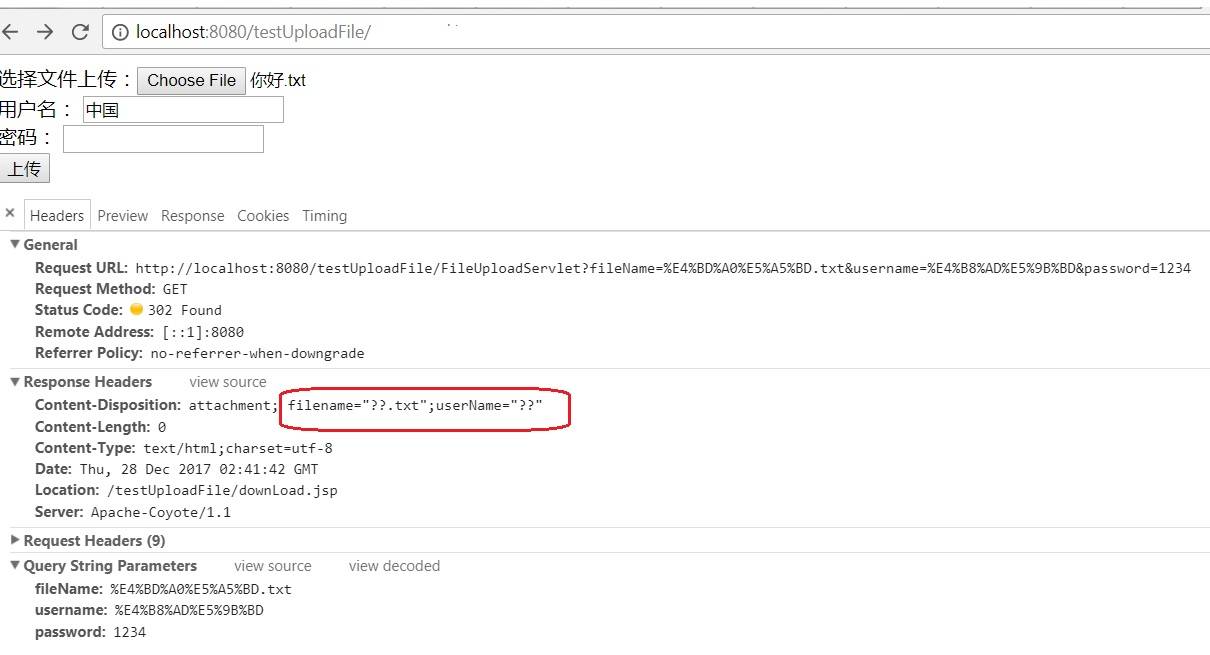 localhost:8080/testUploadFile/
选择文件上传： Choose File 你好.txt
用户名： 中国
密码：
上传
× Headers Preview Response Cookies Timing
▼ General
Request URL: http://localhost:8080/testUploadFile/FileUploadServlet?fileName=%E4%BD%A0%E5%A5%BD.txt&username=%E4%B8%AD%E5%9B%BD&password=1234
Request Method: GET
Status Code: 302 Found
Remote Address: [::1]:8080
Referrer Policy: no-referrer-when-downgrade
▼ Response Headers view source
Content-Disposition: attachment; filename="??.txt";userName="??"
Content-Length: 0
Content-Type: text/html;charset=utf-8
Date: Thu, 28 Dec 2017 02:41:42 GMT
Location: /testUploadFile/downLoad.jsp
Server: Apache-Coyote/1.1
▶ Request Headers (9)
▼ Query String Parameters view source view decoded
fileName: %E4%BD%A0%E5%A5%BD.txt
username: %E4%B8%AD%E5%9B%BD
password: 1234